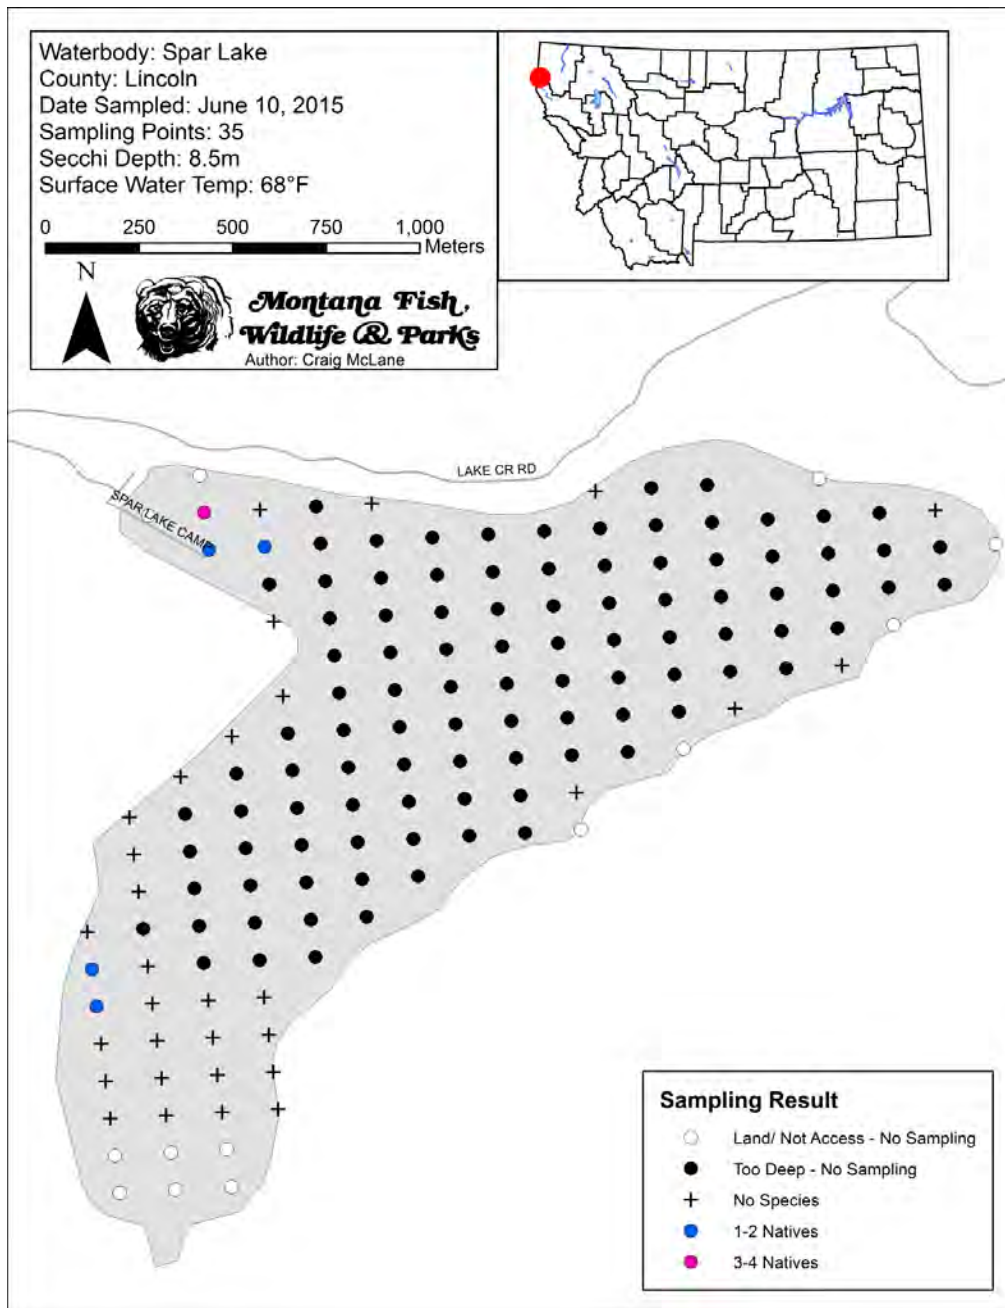 Waterbody: Spar Lake
County: Lincoln
Date Sampled: June 10, 2015
Sampling Points: 35
Secchi Depth: 8.5m
Surface Water Temp: 68°F
0 250 500 750 1,000
Meters
N
Montana Fish,
Wildlife & Parks
Author: Craig McLane
LAKE CR RD
SPAR LAKE CAMP
Sampling Result
Land/ Not Access - No Sampling
Too Deep - No Sampling
No Species
1-2 Natives
3-4 Natives